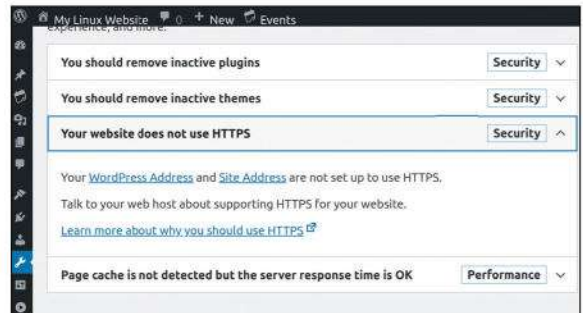 My Linux Website 0 + New Events
experience, and more.
You should remove inactive plugins Security
You should remove inactive themes Security
Your website does not use HTTPS Security
Your WordPress Address and Site Address are not set up to use HTTPS.
Talk to your web host about supporting HTTPS for your website.
Learn more about why you should use HTTPS
Page cache is not detected but the server response time is OK Performance